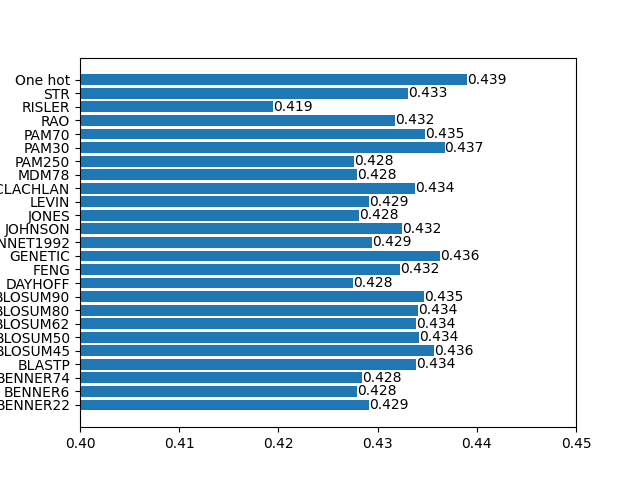 One hot 0.439
STR 0.433
RISLER 0.419
RAO 0.432
PAM70 0.435
PAM30 0.437
PAM250 0.428
MDM78 0.428
CLACHLAN 0.434
LEVIN 0.429
JONES 0.428
JOHNSON 0.432
NNET1992 0.429
GENETIC 0.436
FENG 0.432
DAYHOFF 0.428
BLOSUM90 0.435
BLOSUM80 0.434
BLOSUM62 0.434
BLOSUM50 0.434
BLOSUM45 0.436
BLASTP 0.434
BENNER74 0.428
BENNER6 0.428
BENNER22 0.429
0.40 0.41 0.42 0.43 0.44 0.45